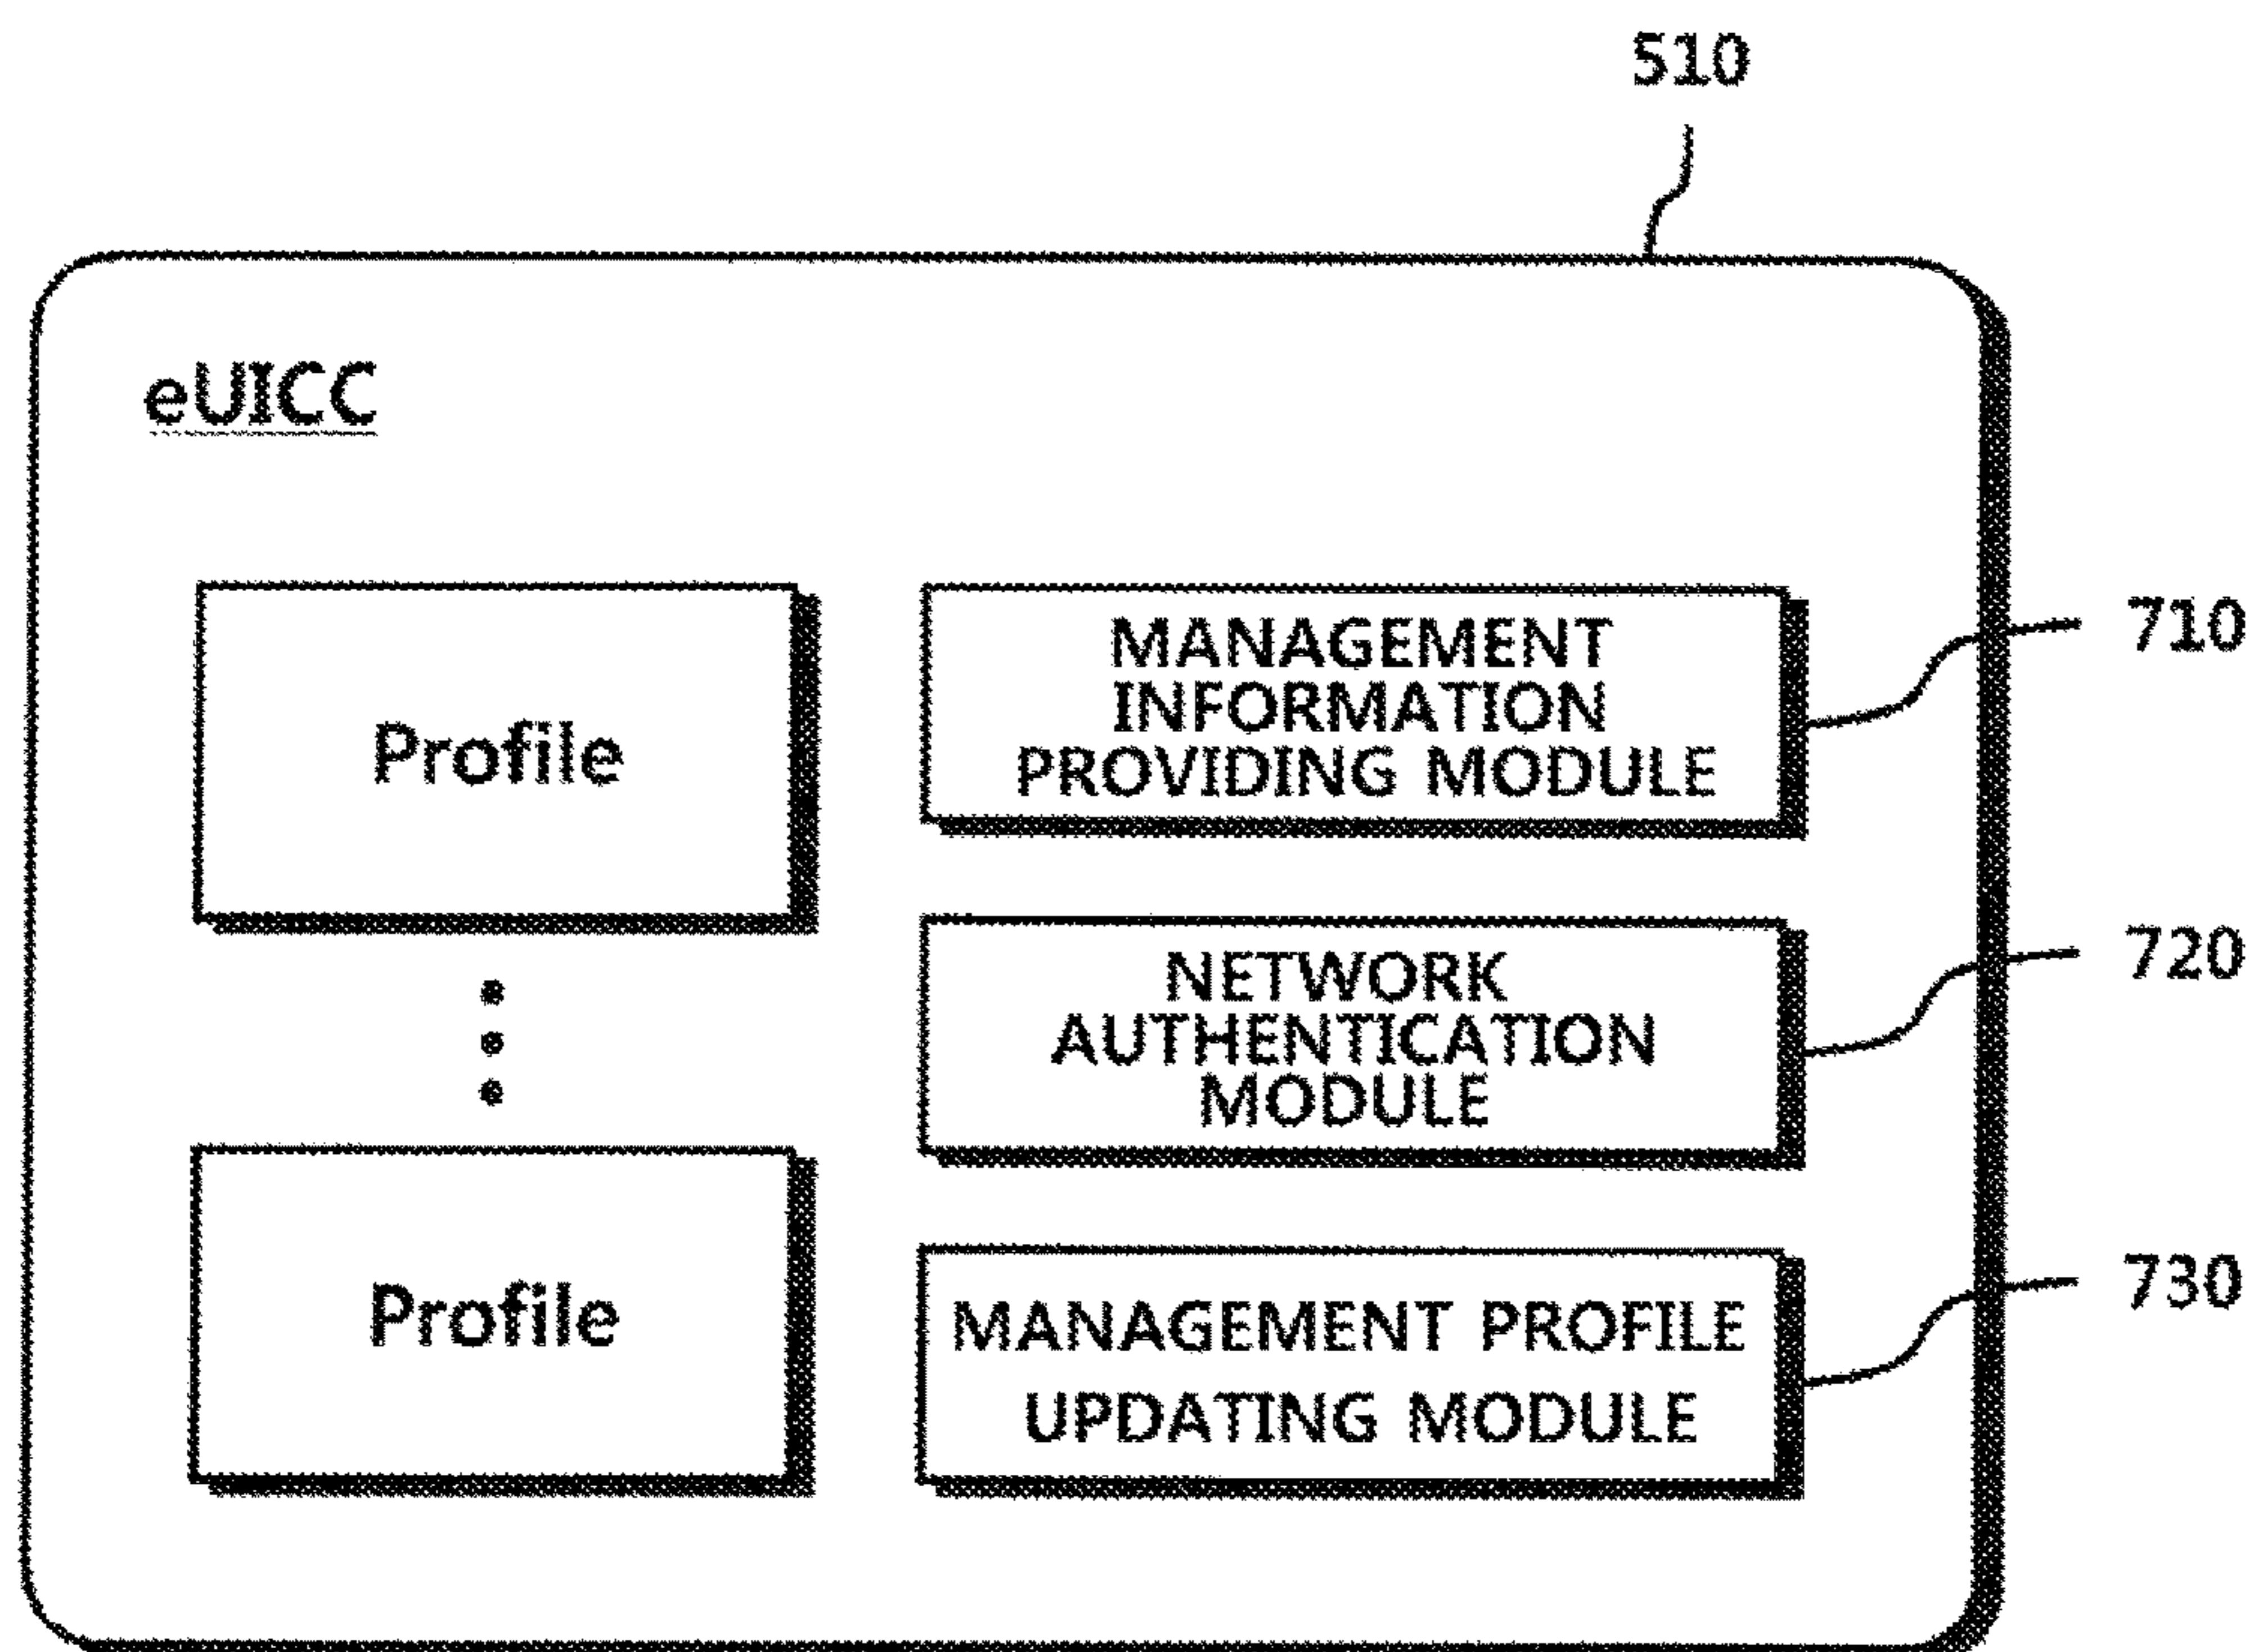 510
eUICC
Profile
Profile
MANAGEMENT
INFORMATION
PROVIDING MODULE
710
NETWORK
AUTHENTICATION
MODULE
720
MANAGEMENT PROFILE
UPDATING MODULE
730